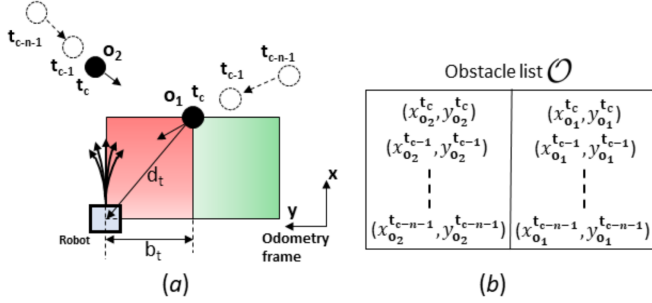 t_{c-n-1}
o_2
t_{c-1}
t_c
t_{c-n-1}
t_c
t_{c-1}
o_1
d_t
x
y
Robot
b_t
Odometry
frame
(a)
Obstacle list 𝒪
(x_{o_2}^{t_c}, y_{o_2}^{t_c}) (x_{o_1}^{t_c}, y_{o_1}^{t_c})
(x_{o_2}^{t_{c-1}}, y_{o_2}^{t_{c-1}}) (x_{o_1}^{t_{c-1}}, y_{o_1}^{t_{c-1}})
(x_{o_2}^{t_{c-n-1}}, y_{o_2}^{t_{c-n-1}}) (x_{o_1}^{t_{c-n-1}}, y_{o_1}^{t_{c-n-1}})
(b)